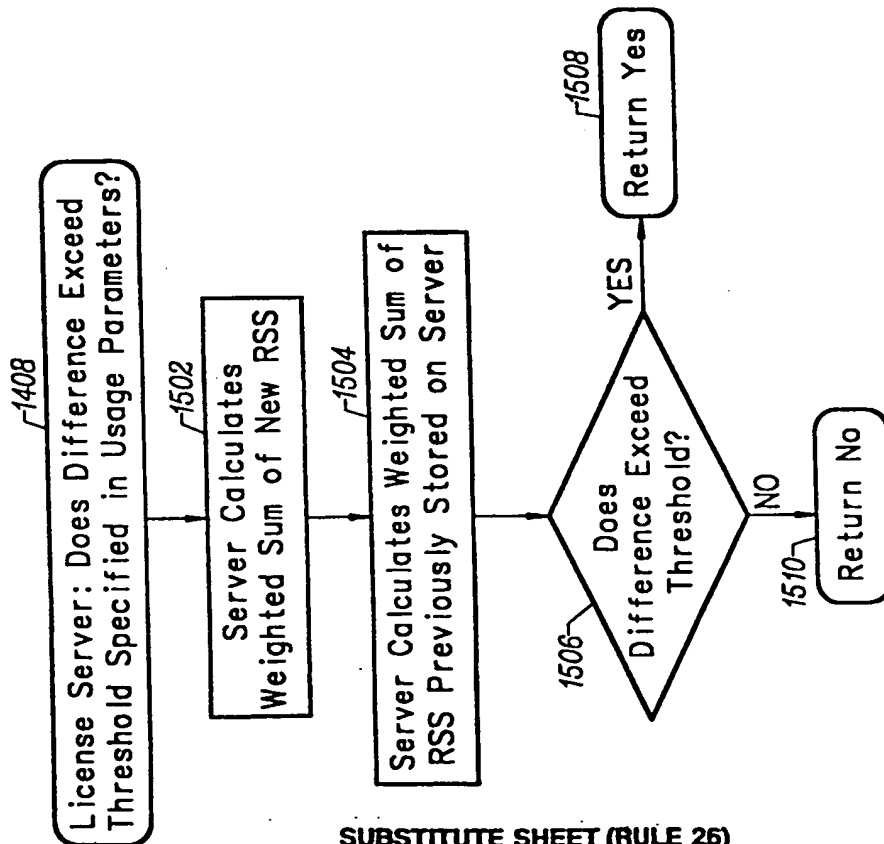 1408
License Server: Does Difference Exceed
Threshold Specified in Usage Parameters?
1502
Server Calculates
Weighted Sum of New RSS
1504
Server Calculates Weighted Sum of
RSS Previously Stored on Server
1506
Does
Difference Exceed
Threshold?
YES
1508
Return Yes
NO
1510
Return No
SUBSTITUTE SHEET (RULE 26)